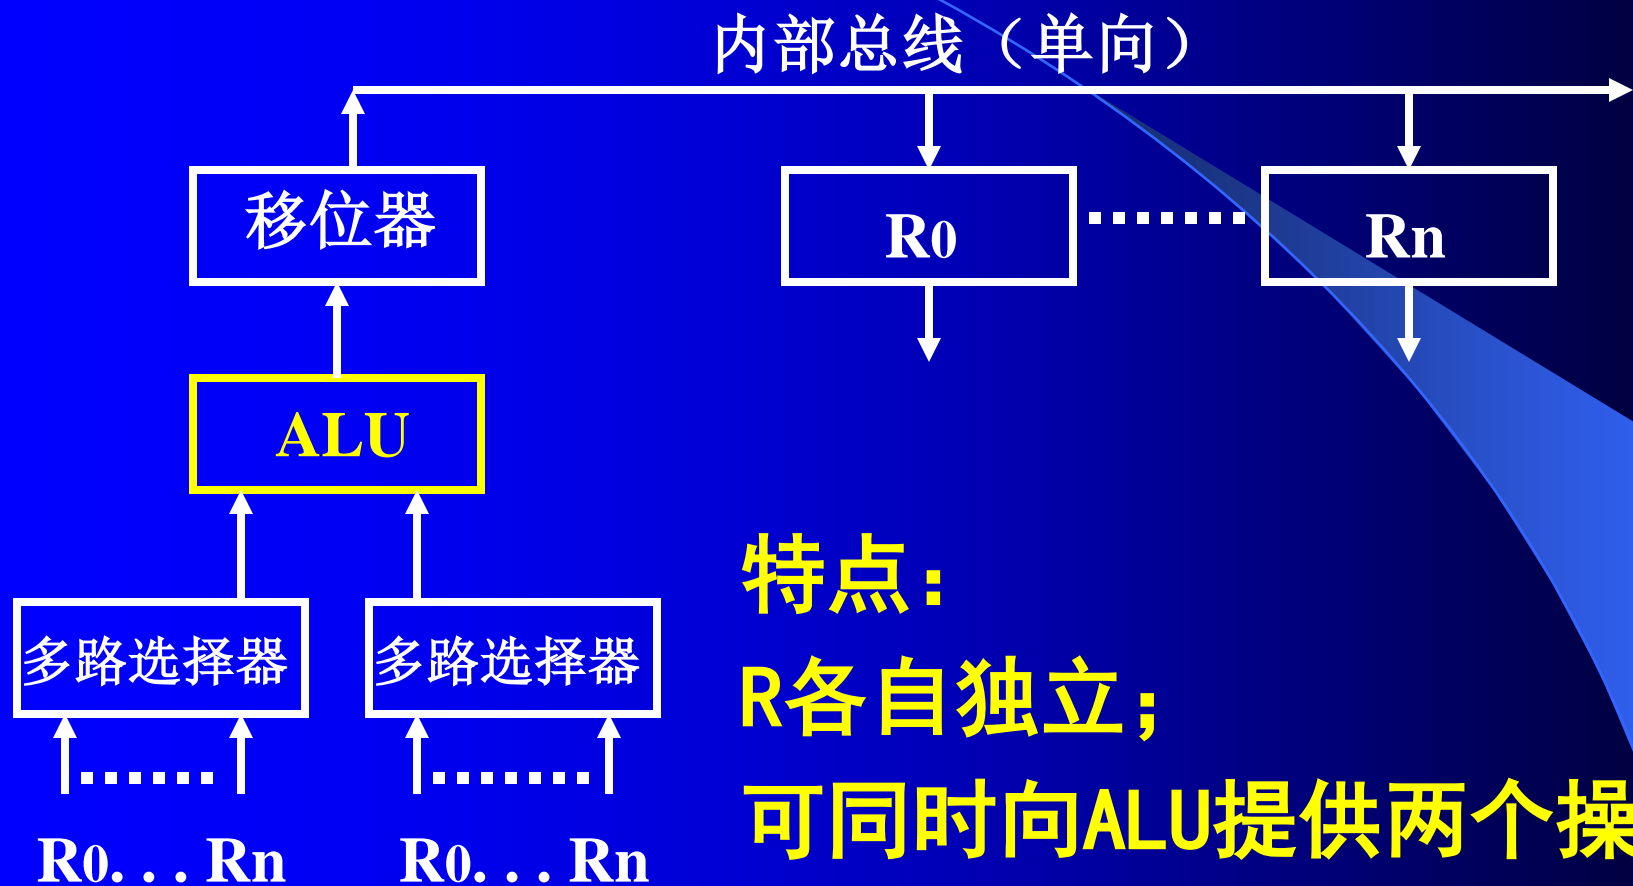 内部总线（单向）
移位器
R0
Rn
ALU
特点：
多路选择器
多路选择器
R各自独立；
可同时向ALU提供两个操
R0...Rn
R0...Rn